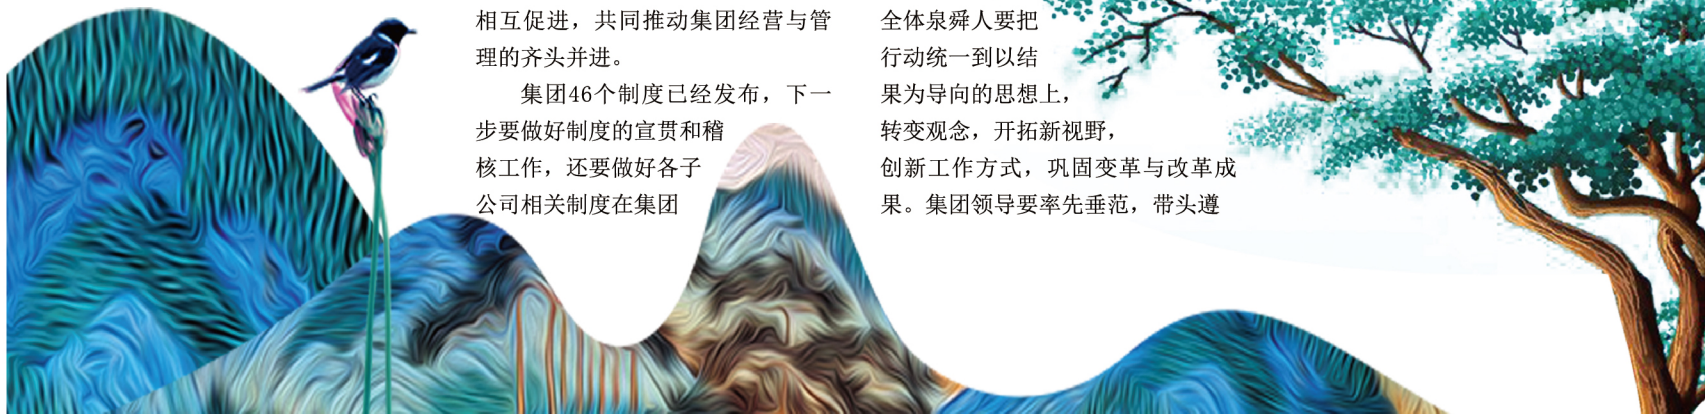 相互促进，共同推动集团经营与管
理的齐头并进。
集团46个制度已经发布，下一
步要做好制度的宣贯和稽
核工作，还要做好各子
公司相关制度在集团
全体泉舜人要把
行动统一到以结
果为导向的思想上，
转变观念，开拓新视野，
创新工作方式，巩固变革与改革成
果。集团领导要率先垂范，带头遵